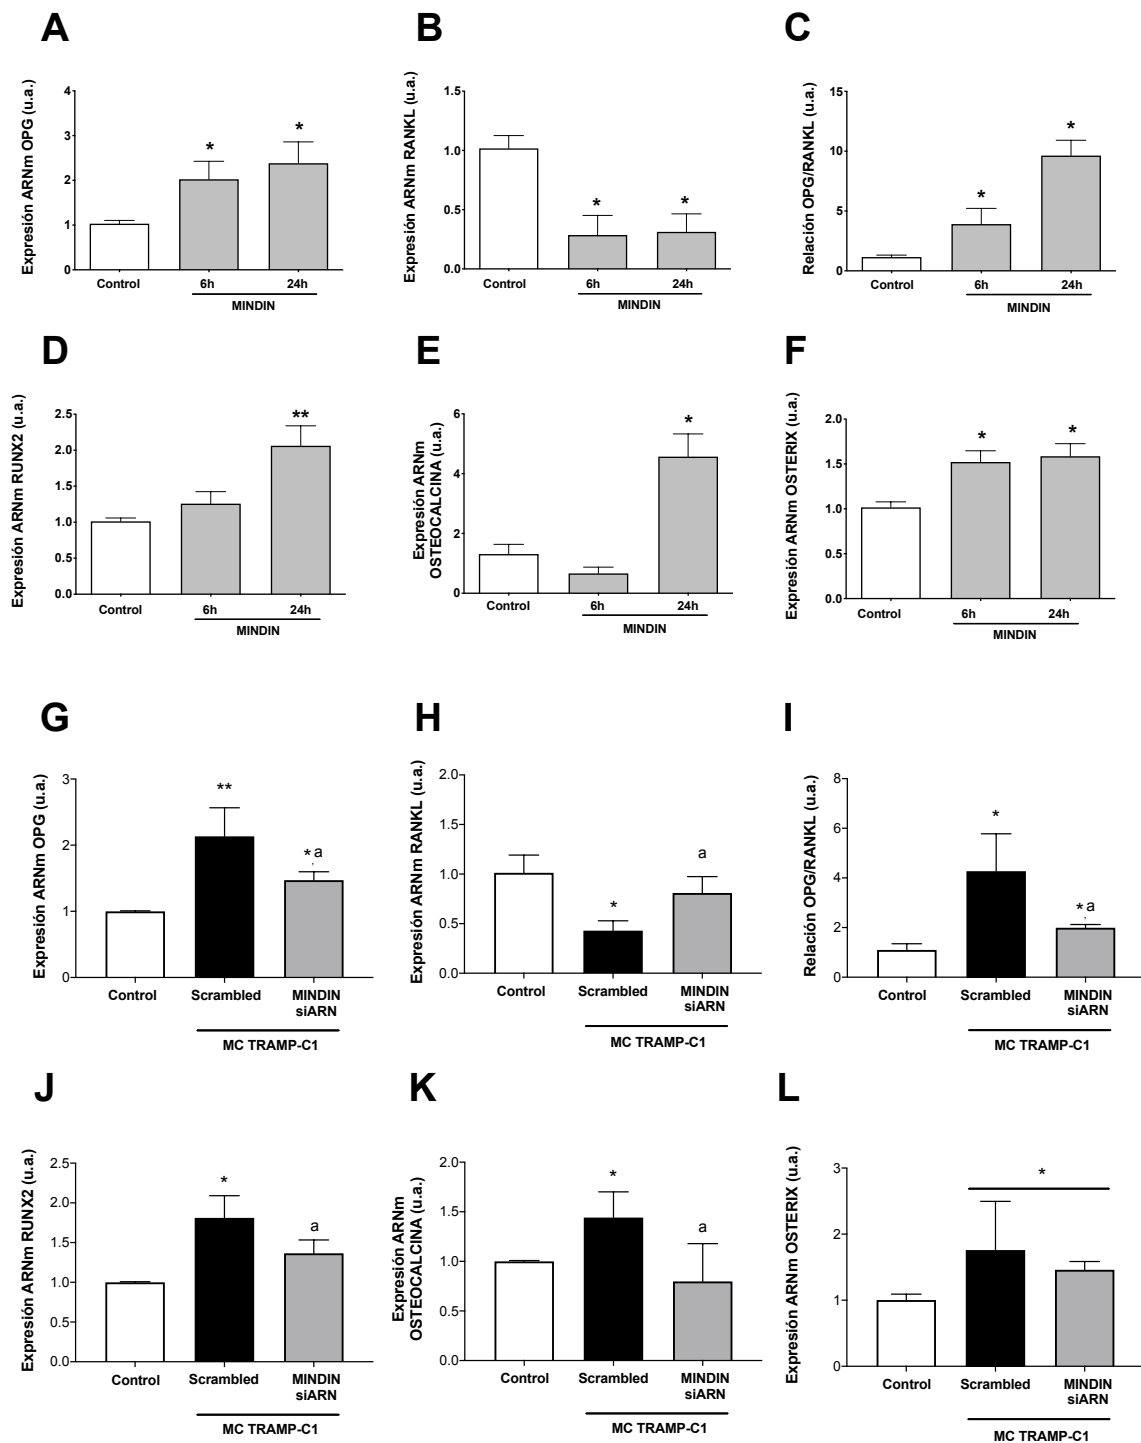 A
Expresión ARNm OPG (u.a.)
4
3
2
1
0
*
*
Control
6h
24h
MINDIN
B
Expresión ARNm RANKL (u.a.)
1.5
1.0
0.5
0.0
*
*
Control
6h
24h
MINDIN
C
Relación OPG/RANKL (u.a.)
15
10
5
0
*
*
Control
6h
24h
MINDIN
D
Expresión ARNm RUNX2 (u.a.)
2.5
2.0
1.5
1.0
0.5
0.0
**
Control
6h
24h
MINDIN
E
Expresión ARNm
OSTEOCALCINA (u.a.)
6
4
2
0
*
Control
6h
24h
MINDIN
F
Expresión ARNm OSTERIX (u.a.)
2.0
1.5
1.0
0.5
0.0
*
*
Control
6h
24h
MINDIN
G
Expresión ARNm OPG (u.a.)
3
2
1
0
**
*a
Control
Scrambled
MINDIN
siARN
MC TRAMP-C1
H
Expresión ARNm RANKL (u.a.)
2.0
1.5
1.0
0.5
0.0
*
a
Control
Scrambled
MINDIN
siARN
MC TRAMP-C1
I
Relación OPG/RANKL (u.a.)
8
6
4
2
0
*
*a
Control
Scrambled
MINDIN
siARN
MC TRAMP-C1
J
Expresión ARNm RUNX2 (u.a.)
2.5
2.0
1.5
1.0
0.5
0.0
*
a
Control
Scrambled
MINDIN
siARN
MC TRAMP-C1
K
Expresión ARNm
OSTEOCALCINA (u.a.)
2.0
1.5
1.0
0.5
0.0
*
a
Control
Scrambled
MINDIN
siARN
MC TRAMP-C1
L
Expresión ARNm OSTERIX (u.a.)
3
2
1
0
*
Control
Scrambled
MINDIN
siARN
MC TRAMP-C1